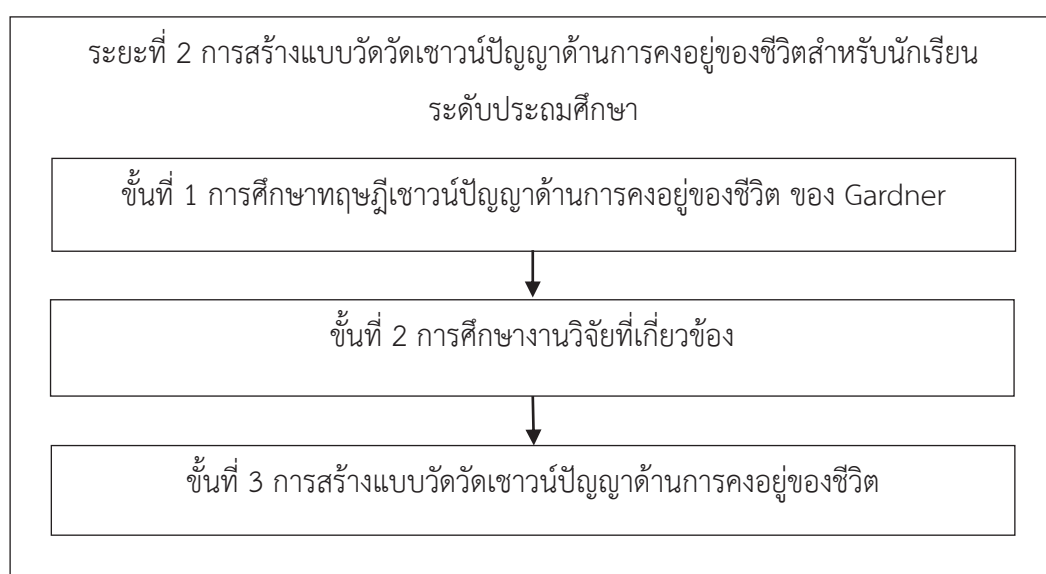 ระยะที่ 2 การสร้างแบบวัดวัดเชาวน์ปัญญาด้านการคงอยู่ของชีวิตสำหรับนักเรียน
ระดับประถมศึกษา
ขั้นที่ 1 การศึกษาทฤษฎีเชาวน์ปัญญาด้านการคงอยู่ของชีวิต ของ Gardner
ขั้นที่ 2 การศึกษางานวิจัยที่เกี่ยวข้อง
ขั้นที่ 3 การสร้างแบบวัดวัดเชาวน์ปัญญาด้านการคงอยู่ของชีวิต